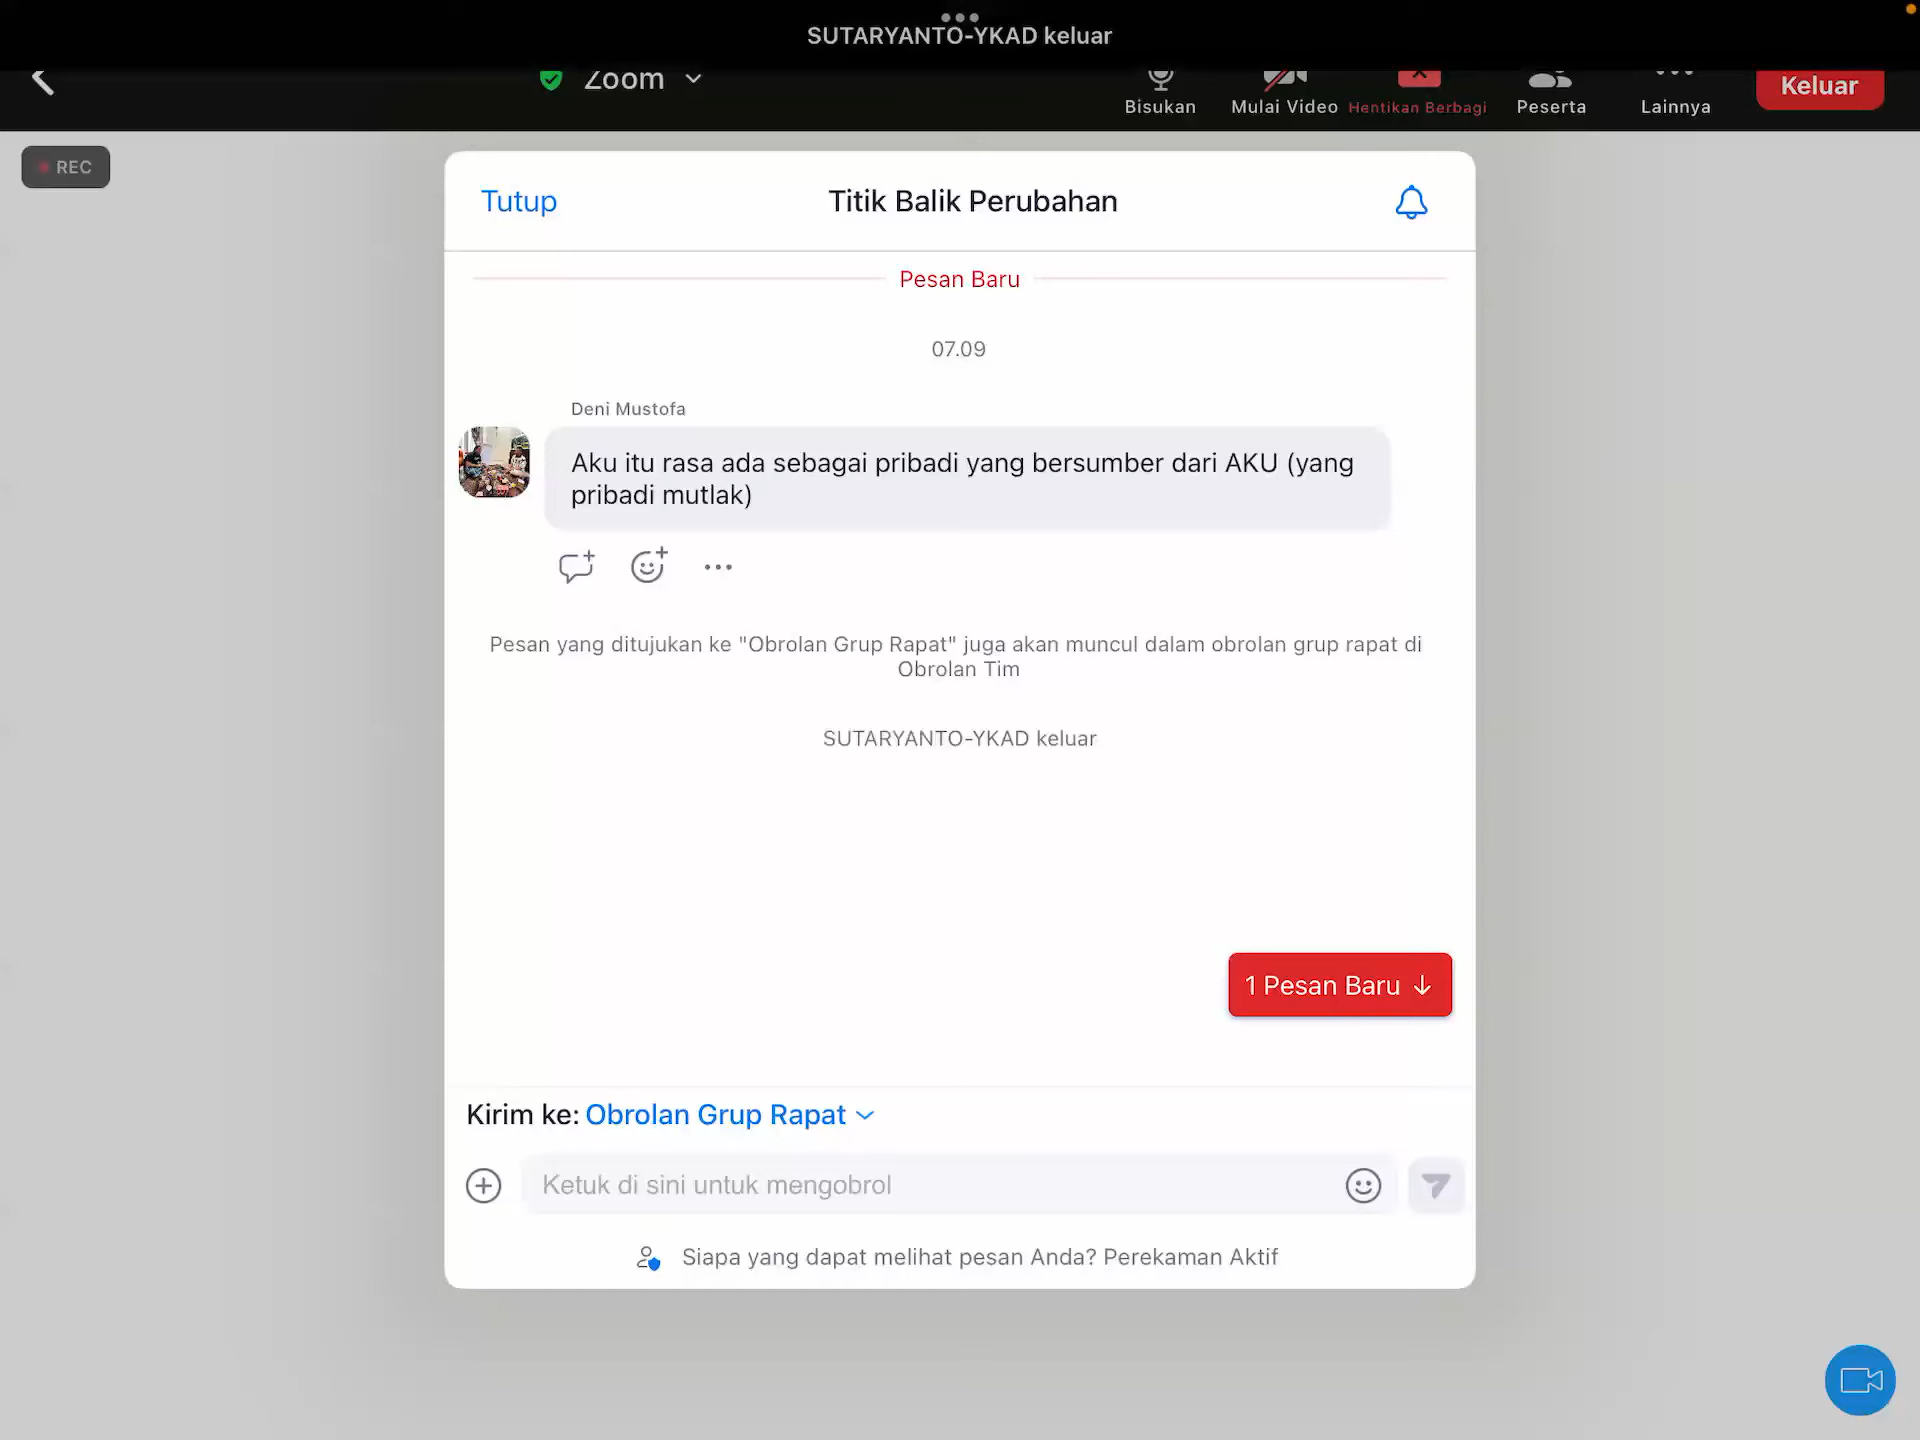 SUTARYANTO-YKAD keluar
Zoom
Bisukan
Mulai Video
Hentikan Berbagi
Peserta
Lainnya
Keluar
REC
Tutup
Titik Balik Perubahan
Pesan Baru
07.09
Deni Mustofa
Aku itu rasa ada sebagai pribadi yang bersumber dari AKU (yang
pribadi mutlak)
Pesan yang ditujukan ke "Obrolan Grup Rapat" juga akan muncul dalam obrolan grup rapat di
Obrolan Tim
SUTARYANTO-YKAD keluar
1 Pesan Baru ↓
Kirim ke: Obrolan Grup Rapat
Ketuk di sini untuk mengobrol
Siapa yang dapat melihat pesan Anda? Perekaman Aktif